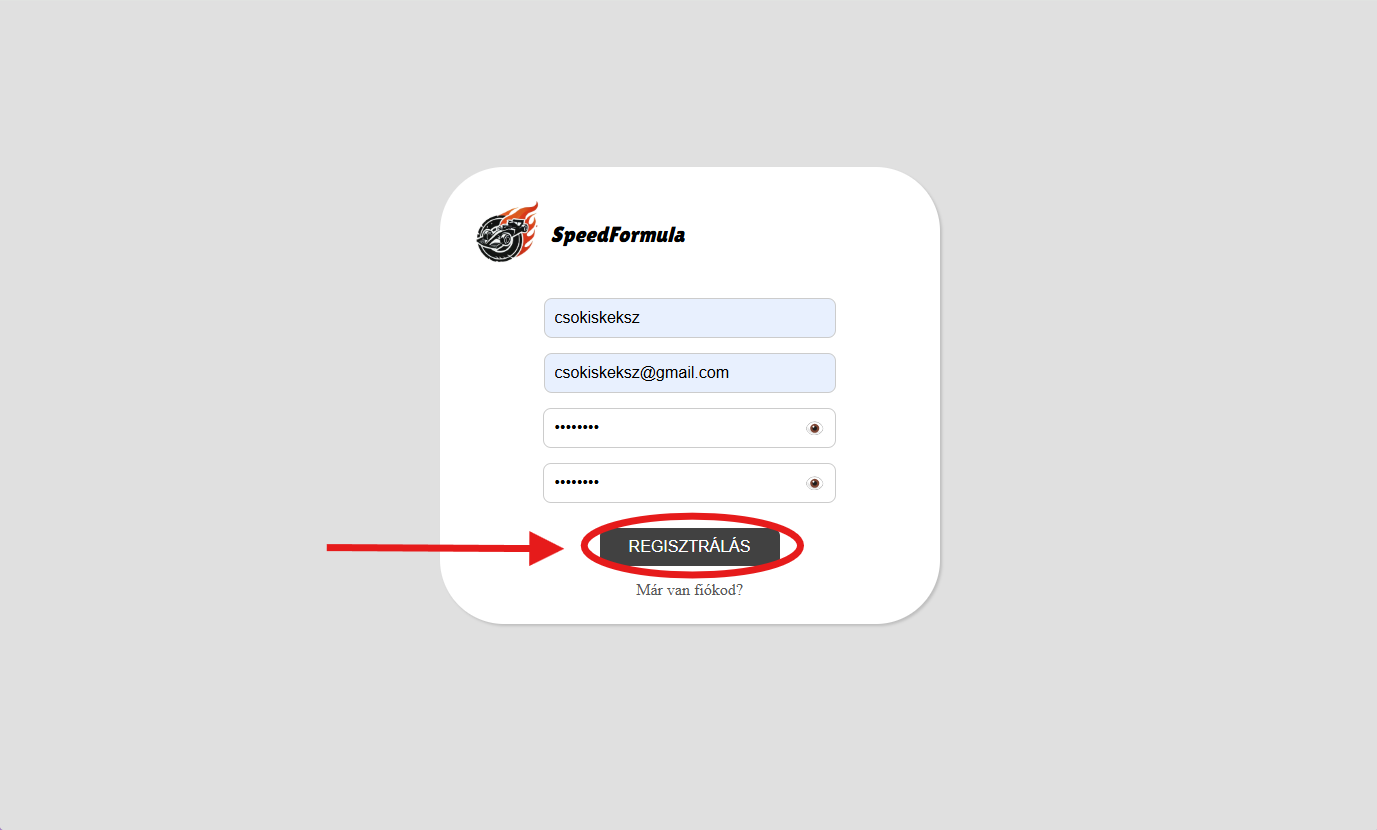 SpeedFormula
csokiskeksz
csokiskeksz@gmail.com
••••••••
••••••••
REGISZTRÁLÁS
Már van fiókod?